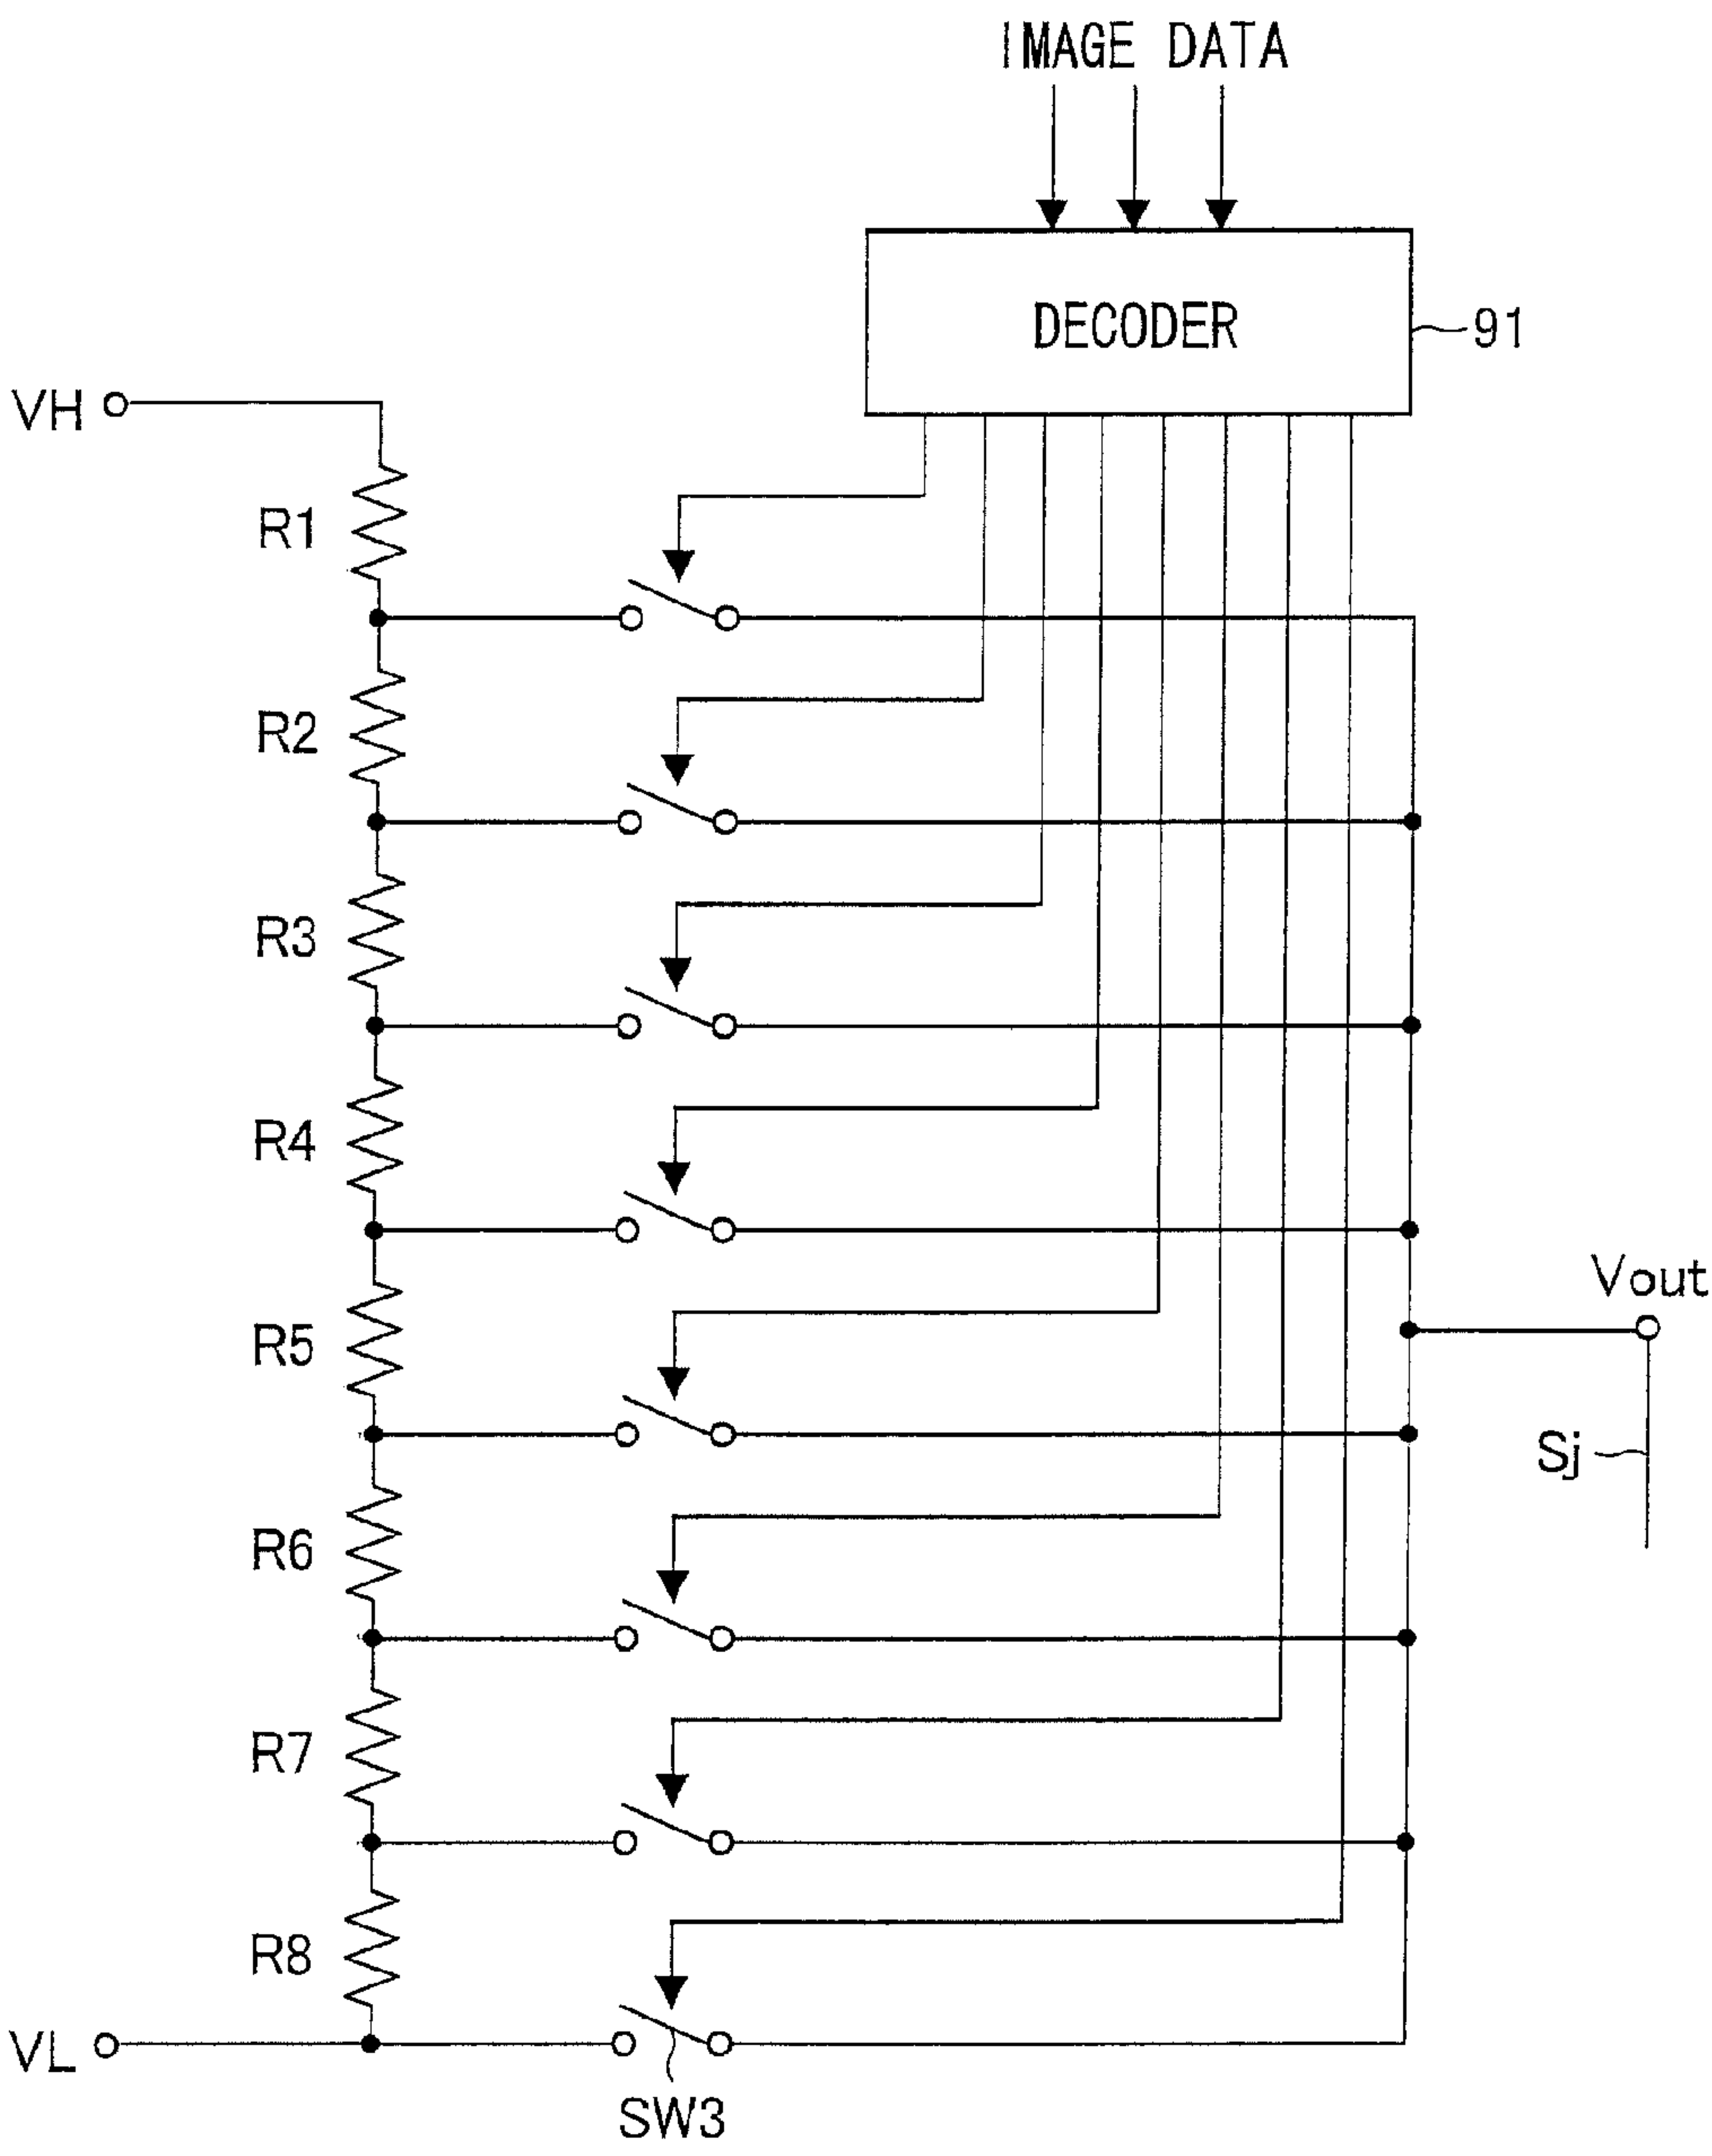 IMAGE DATA
DECODER
91
VH
R1
R2
R3
R4
R5
R6
R7
R8
VL
Vout
Sj
SW3